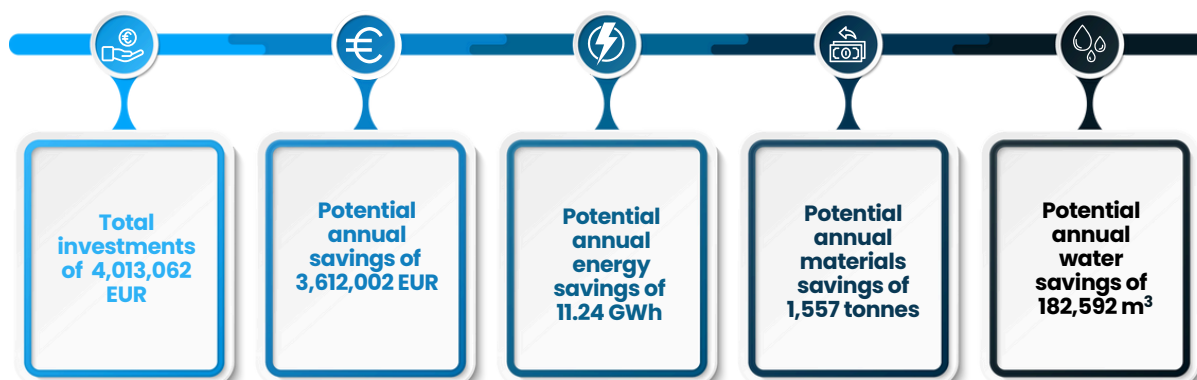 Total
investments
of 4,013,062
EUR
Potential
annual
savings of
3,612,002 EUR
Potential
annual
energy
savings of
11.24 GWh
Potential
annual
materials
savings of
1,557 tonnes
Potential
annual
water
savings of
182,592 m³